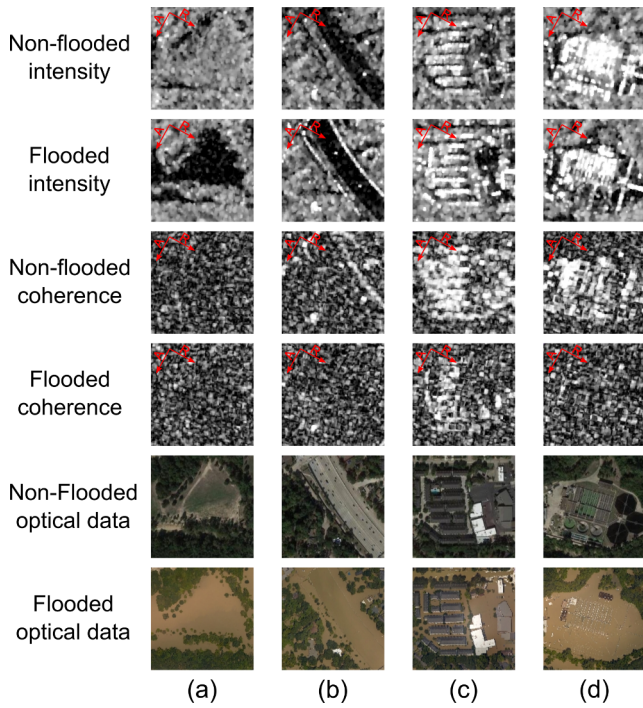 Non-flooded
intensity
Flooded
intensity
Non-flooded
coherence
Flooded
coherence
Non-Flooded
optical data
Flooded
optical data
A R A R A R A R
A R A R A R A R
A R A R A R A R
A R A R A R A R
(a) (b) (c) (d)